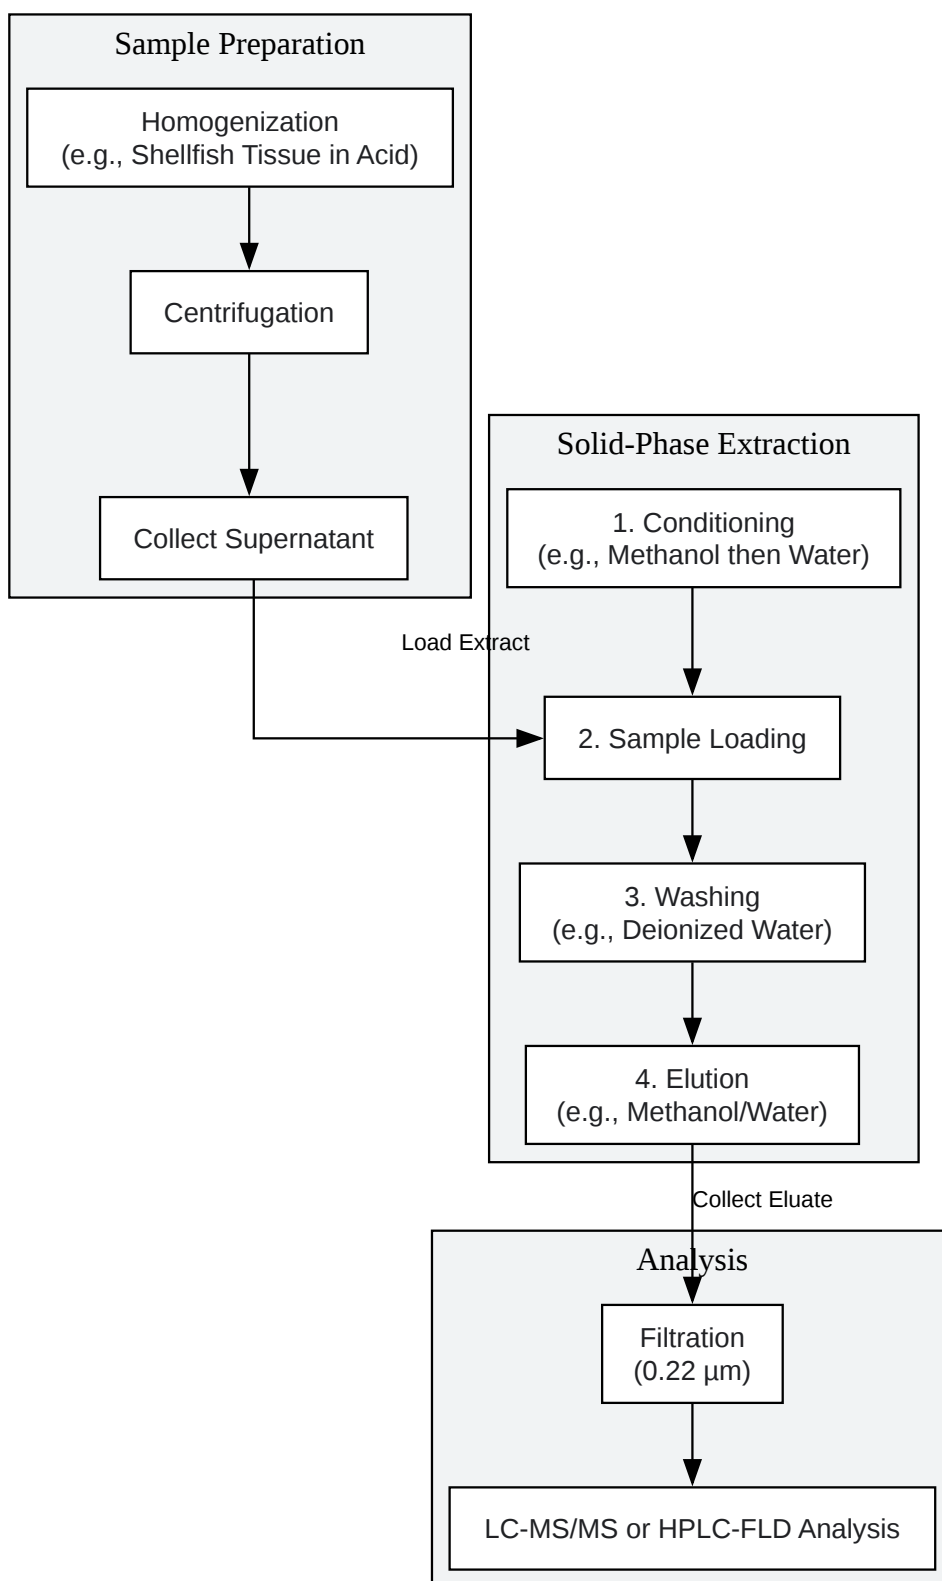 Sample Preparation
Homogenization
(e.g., Shellfish Tissue in Acid)
Centrifugation
Collect Supernatant
Load Extract
Solid-Phase Extraction
1. Conditioning
(e.g., Methanol then Water)
2. Sample Loading
3. Washing
(e.g., Deionized Water)
4. Elution
(e.g., Methanol/Water)
Collect Eluate
Analysis
Filtration
(0.22 µm)
LC-MS/MS or HPLC-FLD Analysis